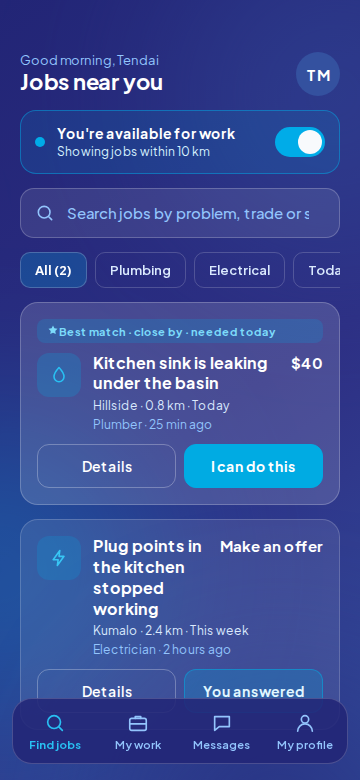 Good morning, Tendai
Jobs near you
TM
You're available for work
Showing jobs within 10 km
Search jobs by problem, trade or s
All (2)
Plumbing
Electrical
Toda
Best match · close by · needed today
Kitchen sink is leaking
under the basin
$40
Hillside · 0.8 km · Today
Plumber · 25 min ago
Details
I can do this
Plug points in
the kitchen
stopped
working
Make an offer
Kumalo · 2.4 km · This week
Electrician · 2 hours ago
Details
You answered
Find jobs
My work
Messages
My profile